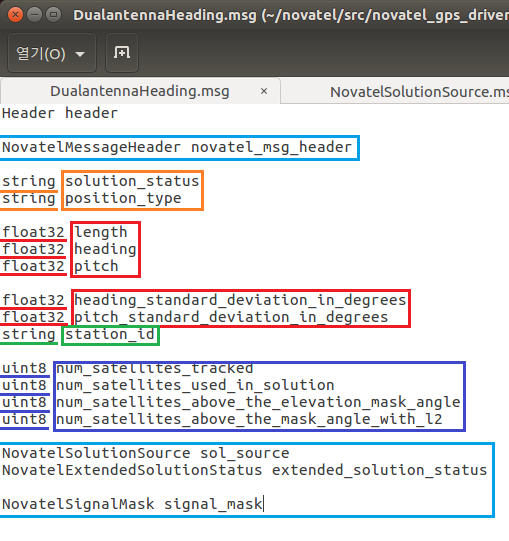 DualantennaHeading.msg (~/novatel/src/novatel_gps_driver
열기(O)
DualantennaHeading.msg × NovatelSolutionSource.ms
Header header
NovatelMessageHeader novatel_msg_header
string solution_status
string position_type
float32 length
float32 heading
float32 pitch
float32 heading_standard_deviation_in_degrees
float32 pitch_standard_deviation_in_degrees
string station_id
uint8 num_satellites_tracked
uint8 num_satellites_used_in_solution
uint8 num_satellites_above_the_elevation_mask_angle
uint8 num_satellites_above_the_mask_angle_with_l2
NovatelSolutionSource sol_source
NovatelExtendedSolutionStatus extended_solution_status
NovatelSignalMask signal_mask